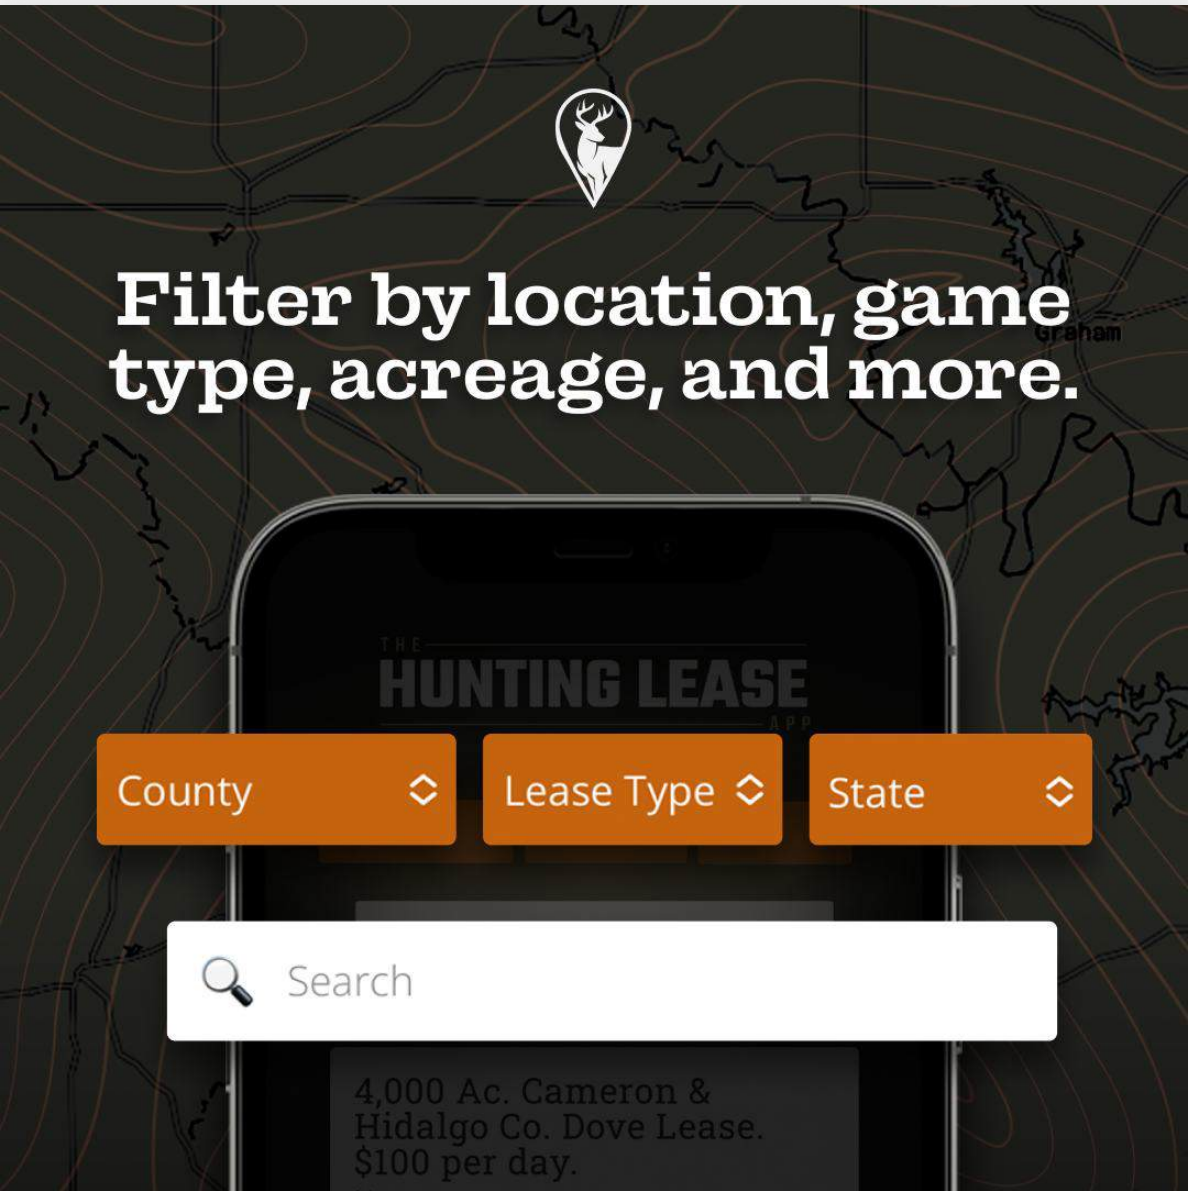 Filter by location, game
Graham
type, acreage, and more.
THE
HUNTING LEASE
APP
County
Lease Type
State
Search
4,000 Ac. Cameron &
Hidalgo Co. Dove Lease.
$100 per day.